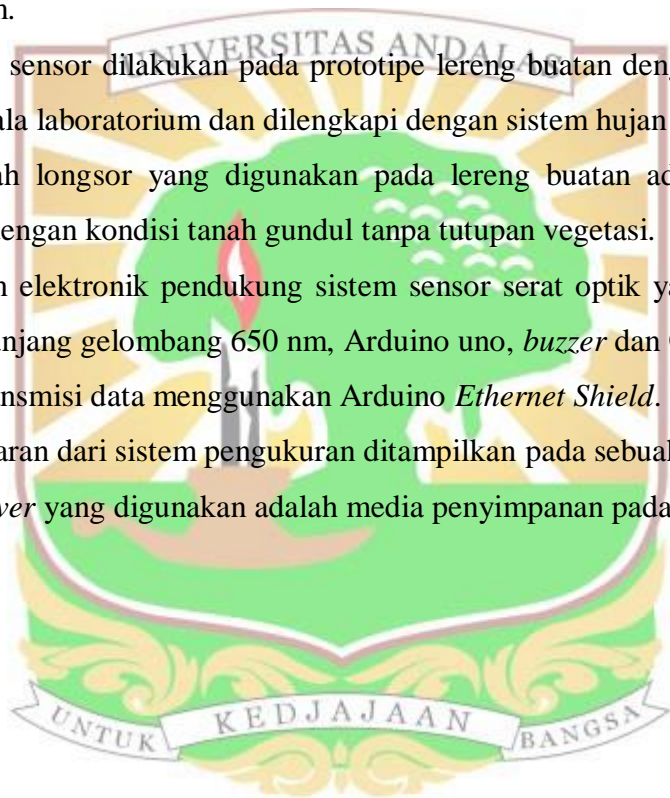 n.
UNIVERSITAS ANDALAS
sensor dilakukan pada prototipe lereng buatan deng
ala laboratorium dan dilengkapi dengan sistem hujan
ah longsor yang digunakan pada lereng buatan ad
dengan kondisi tanah gundul tanpa tutupan vegetasi.
n elektronik pendukung sistem sensor serat optik ya
njang gelombang 650 nm, Arduino uno, buzzer dan
nsmisi data menggunakan Arduino Ethernet Shield.
aran dari sistem pengukuran ditampilkan pada sebual
ver yang digunakan adalah media penyimpanan pada
UNTUK KEDJAJAAN BANGSA